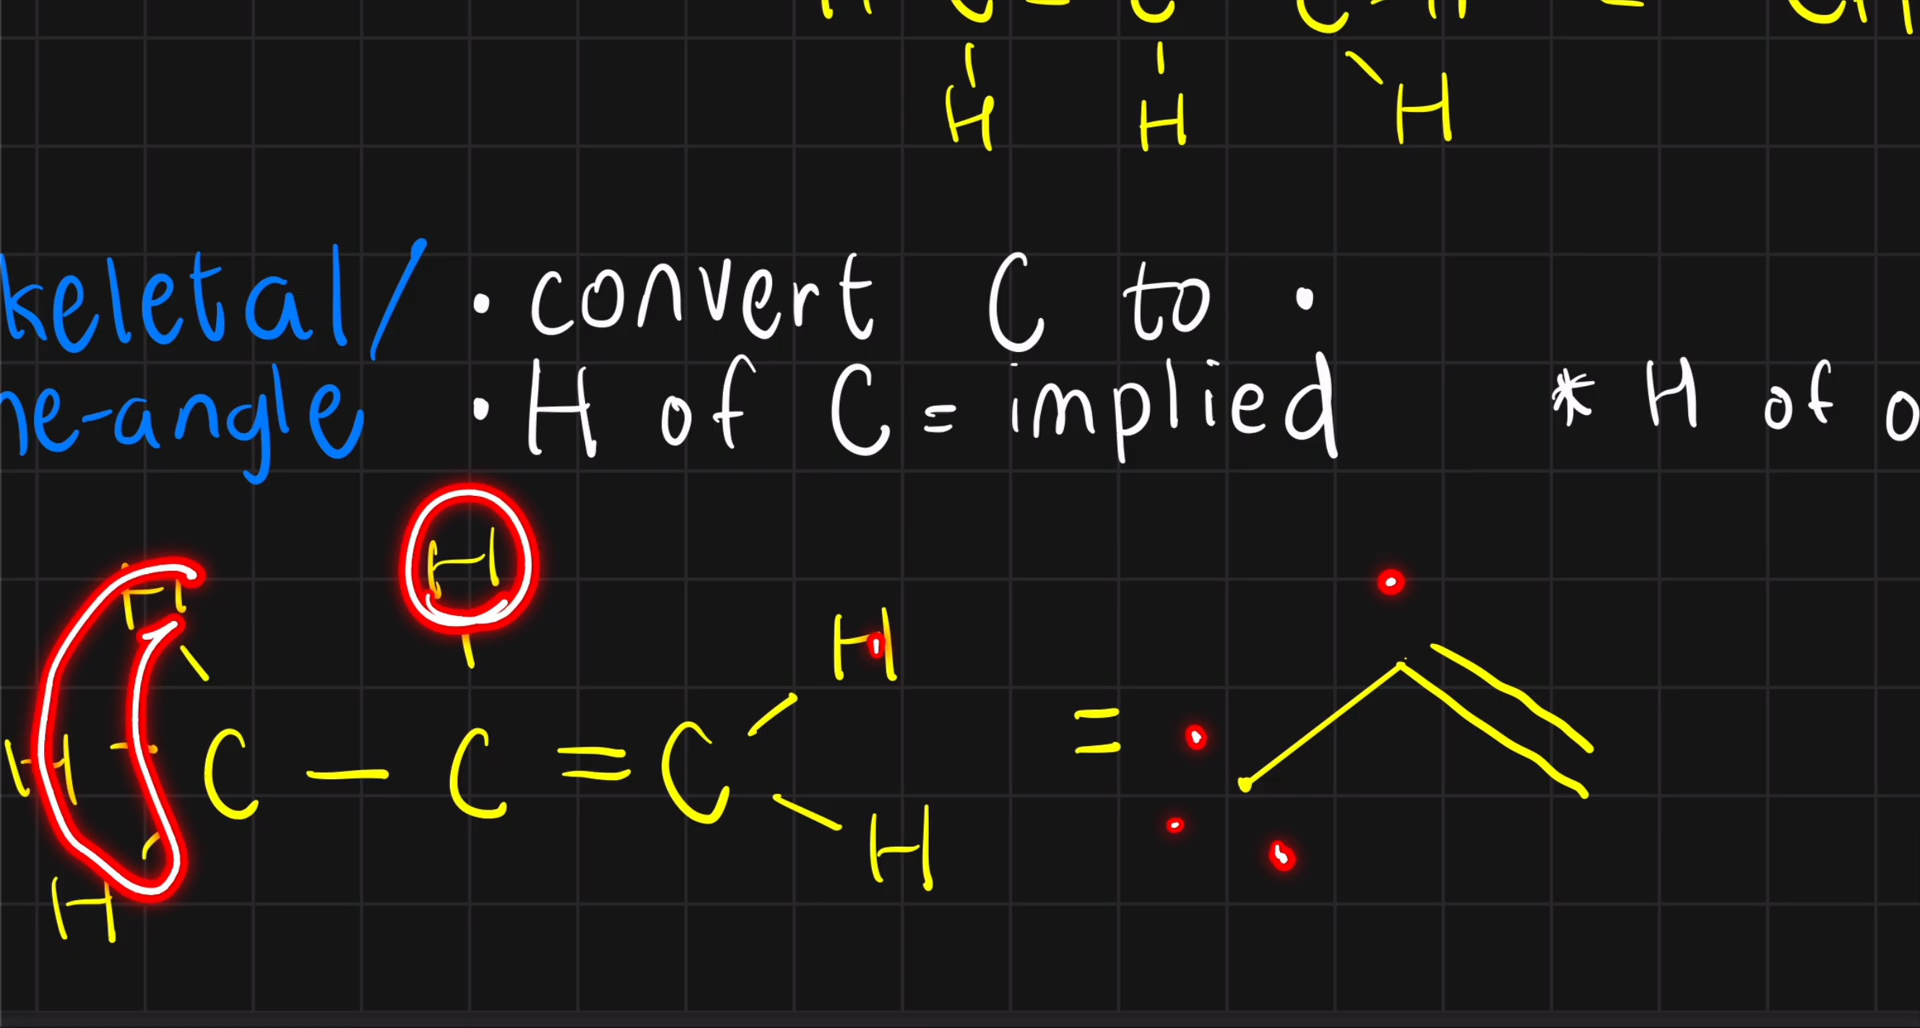 H H H
keletal/ • convert C to •
ne-angle • H of C = implied * H of o
H
H H
H C — C = C =
H H